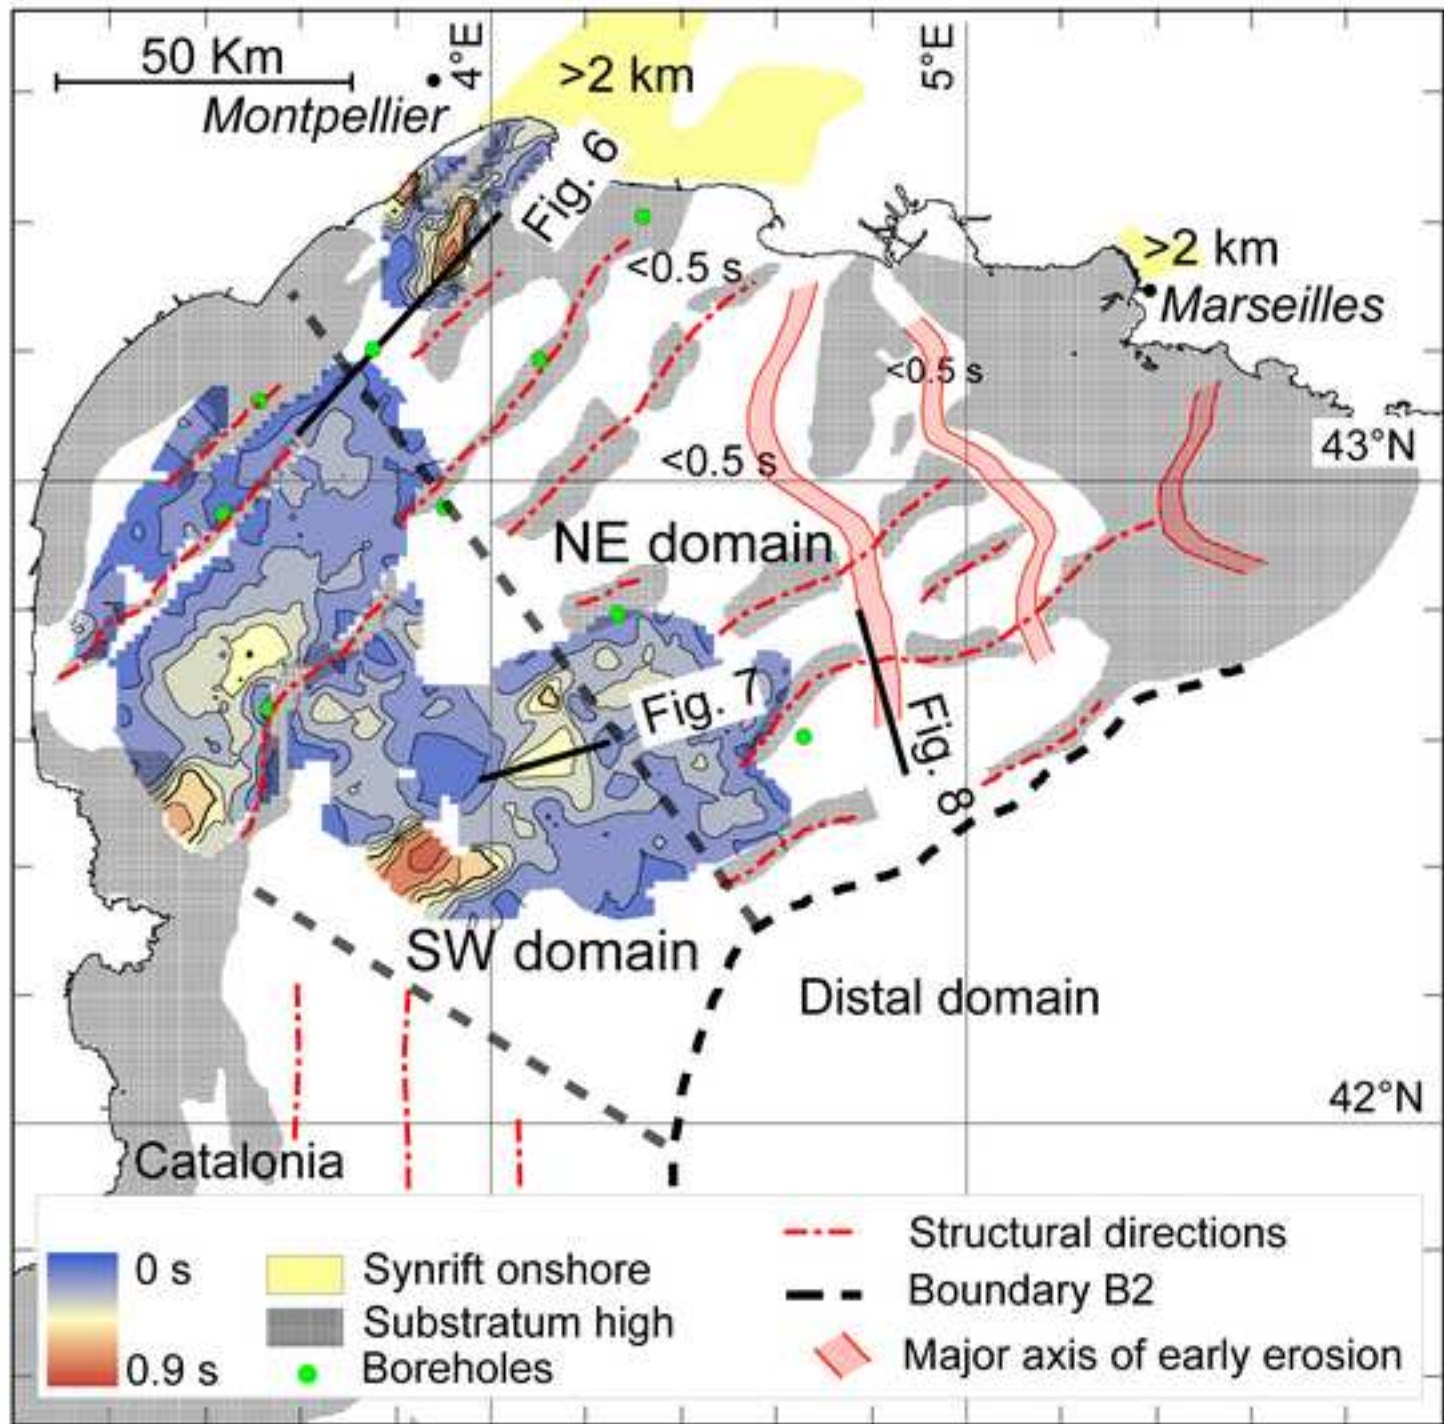 50 Km
4°E
5°E
>2 km
Montpellier
Fig. 6
<0.5 s
>2 km
Marseilles
<0.5 s
43°N
<0.5 s
NE domain
Fig. 7
Fig. 8
SW domain
Distal domain
42°N
Catalonia
0 s
0.9 s
Synrift onshore
Substratum high
Boreholes
Structural directions
Boundary B2
Major axis of early erosion